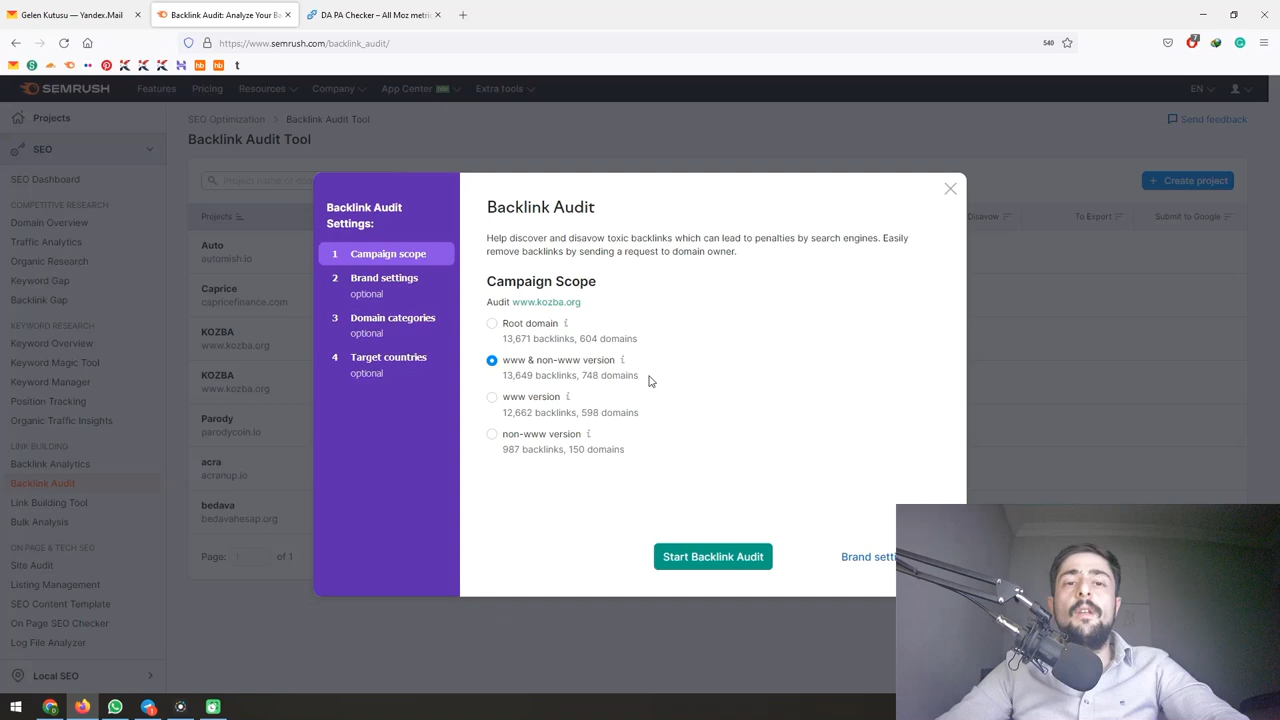 Gelen Kutusu — Yandex.Mail
Backlink Audit: Analyze Your Ba
DA PA Checker – All Moz metri
https://www.semrush.com/backlink_audit/
540
7
SEMRUSH
Features
Pricing
Resources
Company
App Center
Extra tools
EN
Projects
SEO
SEO Dashboard
COMPETITIVE RESEARCH
Domain Overview
Traffic Analytics
Organic Research
Keyword Gap
Backlink Gap
KEYWORD RESEARCH
Keyword Overview
Keyword Magic Tool
Keyword Manager
Position Tracking
Organic Traffic Insights
LINK BUILDING
Backlink Analytics
Backlink Audit
Link Building Tool
Bulk Analysis
ON PAGE & TECH SEO
Site Audit
Listing Management
SEO Content Template
On Page SEO Checker
Log File Analyzer
Local SEO
SEO Optimization
Backlink Audit Tool
Send feedback
Backlink Audit Tool
Project name or do
Create project
Projects
Disavow
To Export
Submit to Google
Auto
automish.io
Caprice
capricefinance.com
KOZBA
www.kozba.org
KOZBA
www.kozba.org
Parody
parodycoin.io
acra
acranup.io
bedava
bedavahesap.org
Page:
1
of 1
Backlink Audit
Settings:
1 Campaign scope
2 Brand settings
optional
3 Domain categories
optional
4 Target countries
optional
Backlink Audit
Help discover and disavow toxic backlinks which can lead to penalties by search engines. Easily
remove backlinks by sending a request to domain owner.
Campaign Scope
Audit www.kozba.org
Root domain
13,671 backlinks, 604 domains
www & non-www version
13,649 backlinks, 748 domains
www version
12,662 backlinks, 598 domains
non-www version
987 backlinks, 150 domains
Start Backlink Audit
Brand setti